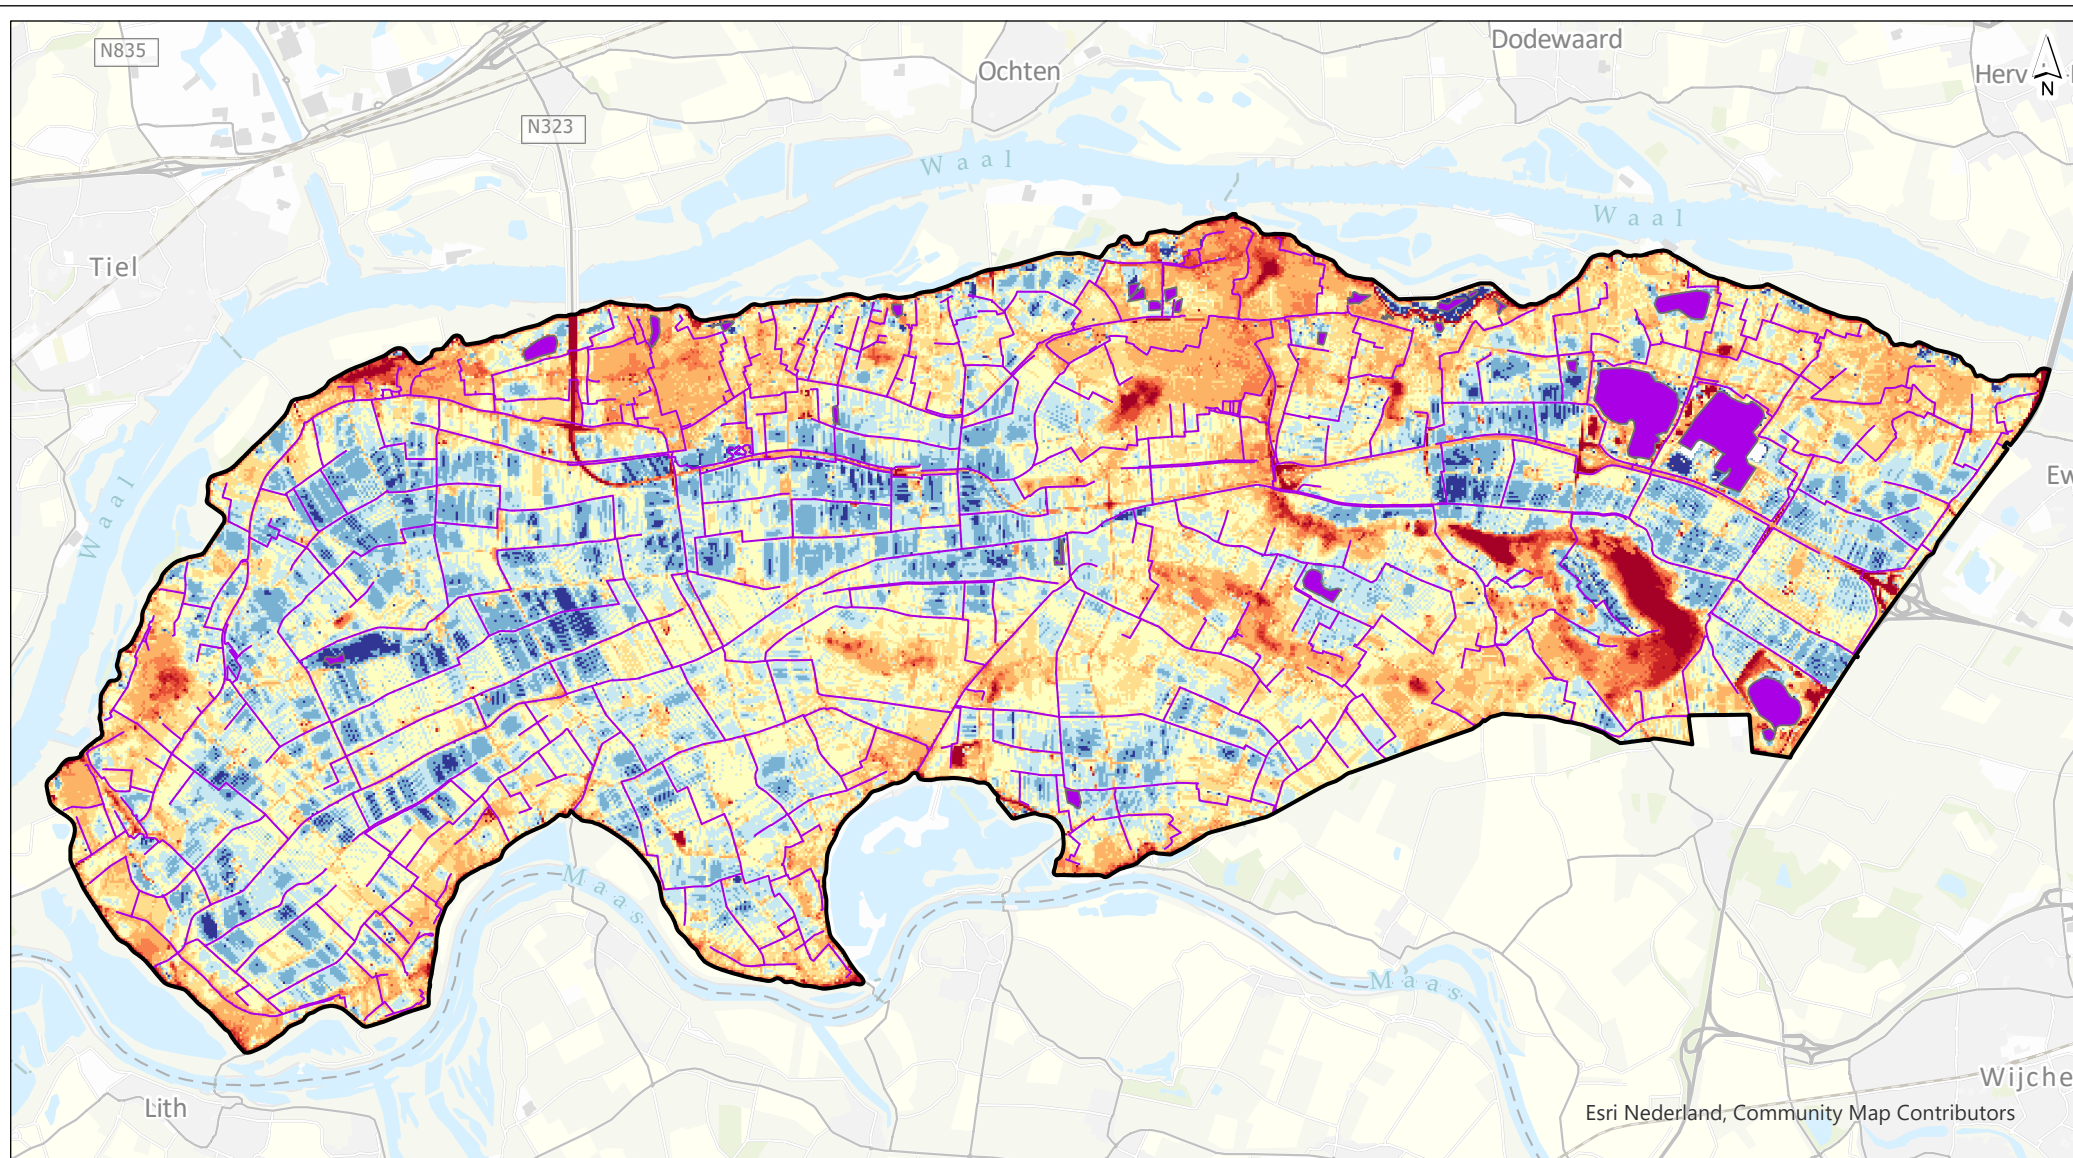 Dodewaard
N835
Ochten
Herv
N
N323
Waal
Waal
Tiel
Ew
Waal
Maas
Maas
Wijche
Lith
Esri Nederland, Community Map Contributors